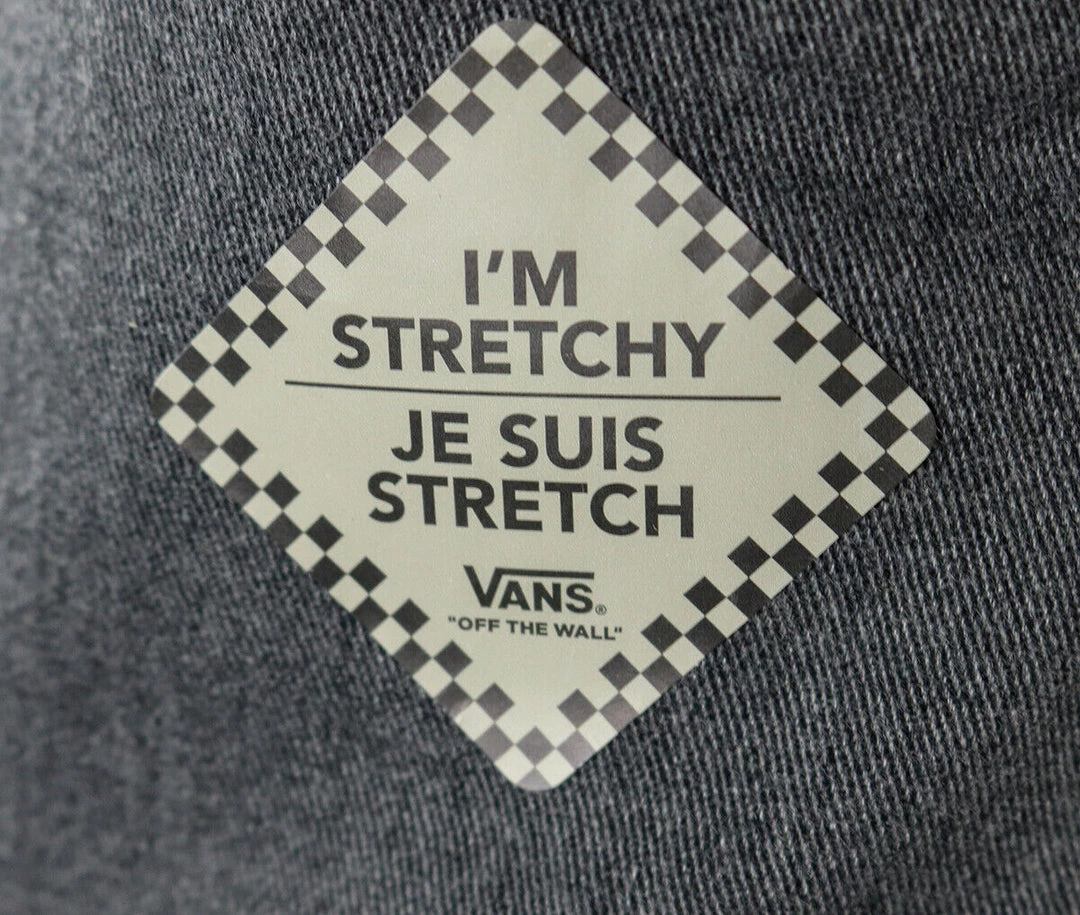 I'M
STRETCHY
JE SUIS
STRETCH
VANS®
"OFF THE WALL"